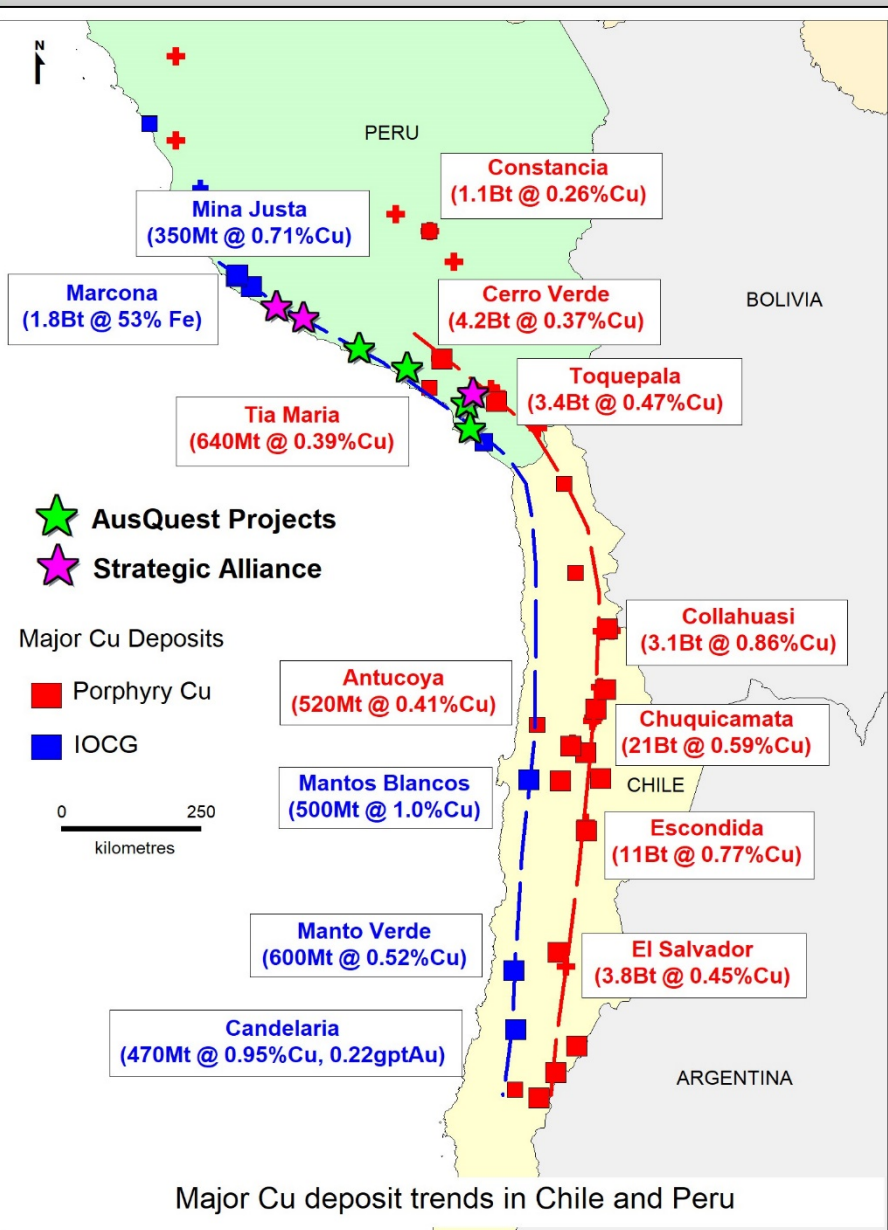 N
PERU
Constancia
(1.1Bt @ 0.26%Cu)
Mina Justa
(350Mt @ 0.71%Cu)
Marcona
(1.8Bt @ 53% Fe)
Cerro Verde
(4.2Bt @ 0.37%Cu)
BOLIVIA
Toquepala
(3.4Bt @ 0.47%Cu)
Tia Maria
(640Mt @ 0.39%Cu)
AusQuest Projects
Strategic Alliance
Major Cu Deposits
Porphyry Cu
IOCG
0 250
kilometres
Collahuasi
(3.1Bt @ 0.86%Cu)
Antucoya
(520Mt @ 0.41%Cu)
Chuquicamata
(21Bt @ 0.59%Cu)
Mantos Blancos
(500Mt @ 1.0%Cu)
CHILE
Escondida
(11Bt @ 0.77%Cu)
Manto Verde
(600Mt @ 0.52%Cu)
El Salvador
(3.8Bt @ 0.45%Cu)
Candelaria
(470Mt @ 0.95%Cu, 0.22gptAu)
ARGENTINA
Major Cu deposit trends in Chile and Peru